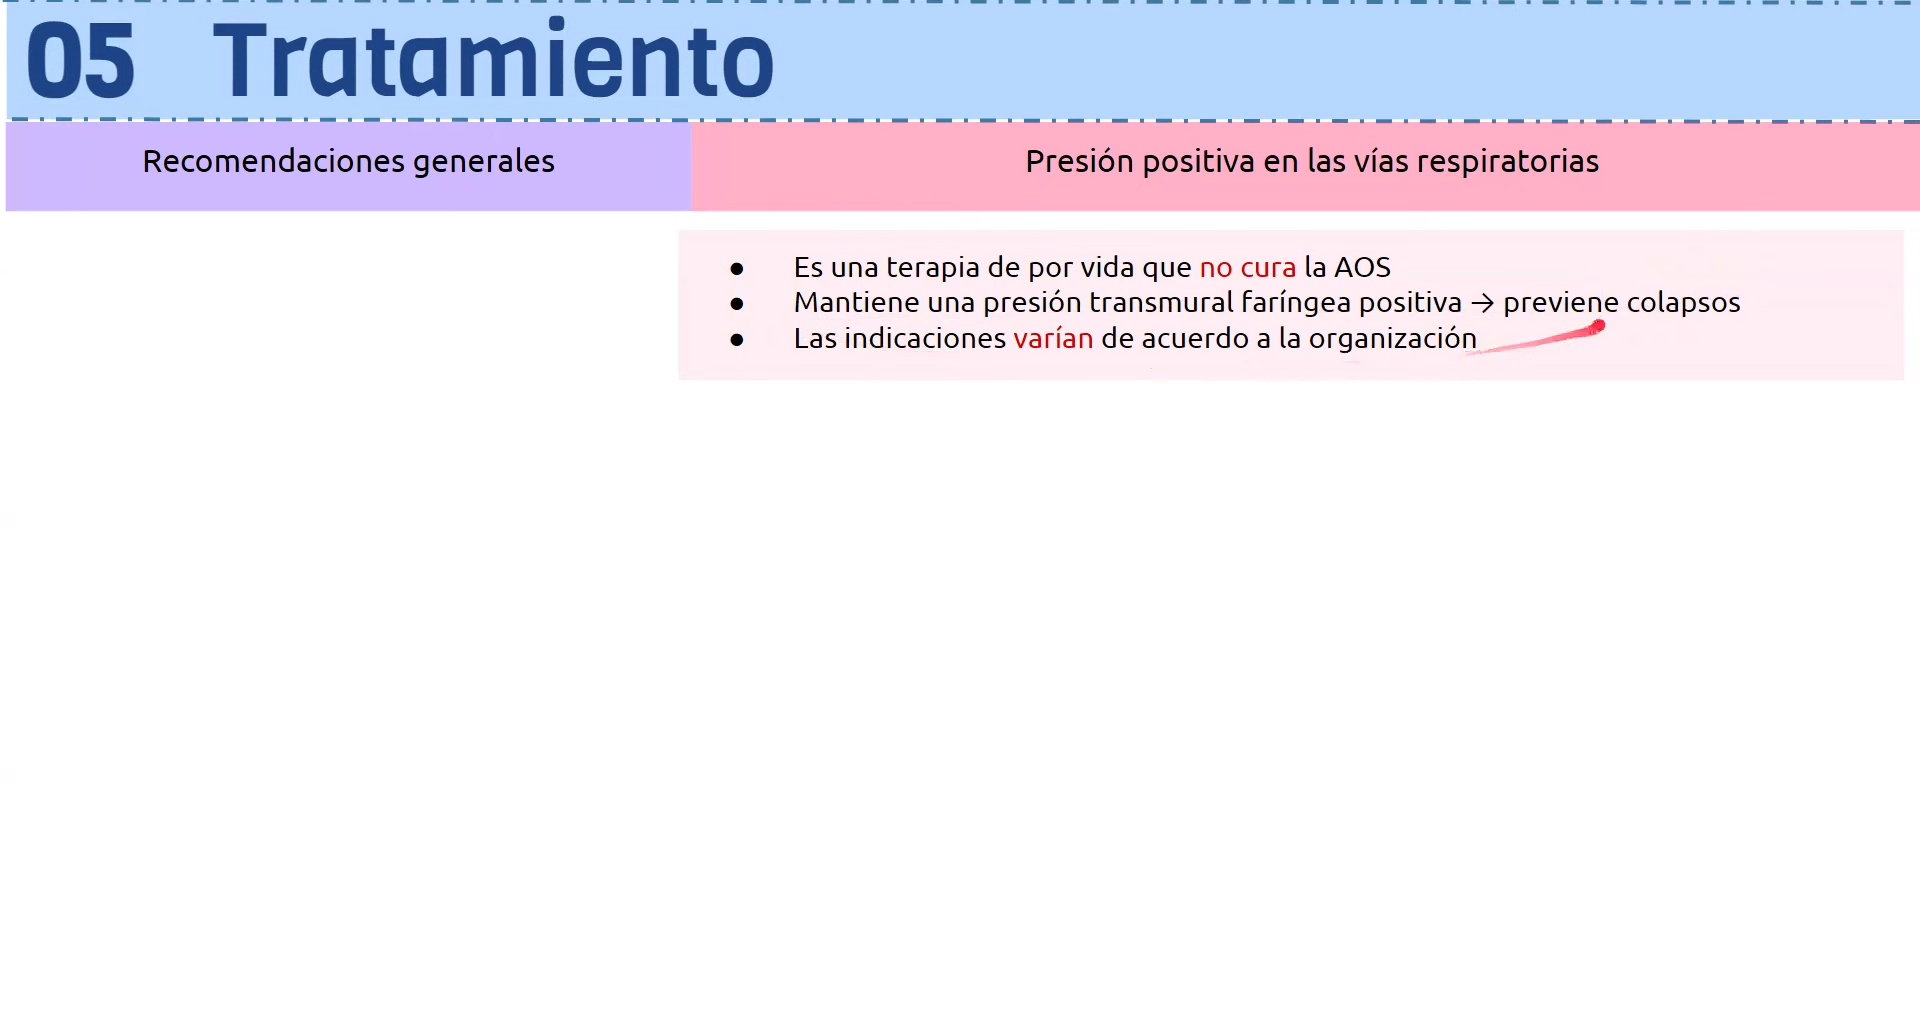 05 Tratamiento
Recomendaciones generales
Presión positiva en las vías respiratorias
● Es una terapia de por vida que no cura la AOS
● Mantiene una presión transmural faríngea positiva → previene colapsos
● Las indicaciones varían de acuerdo a la organización